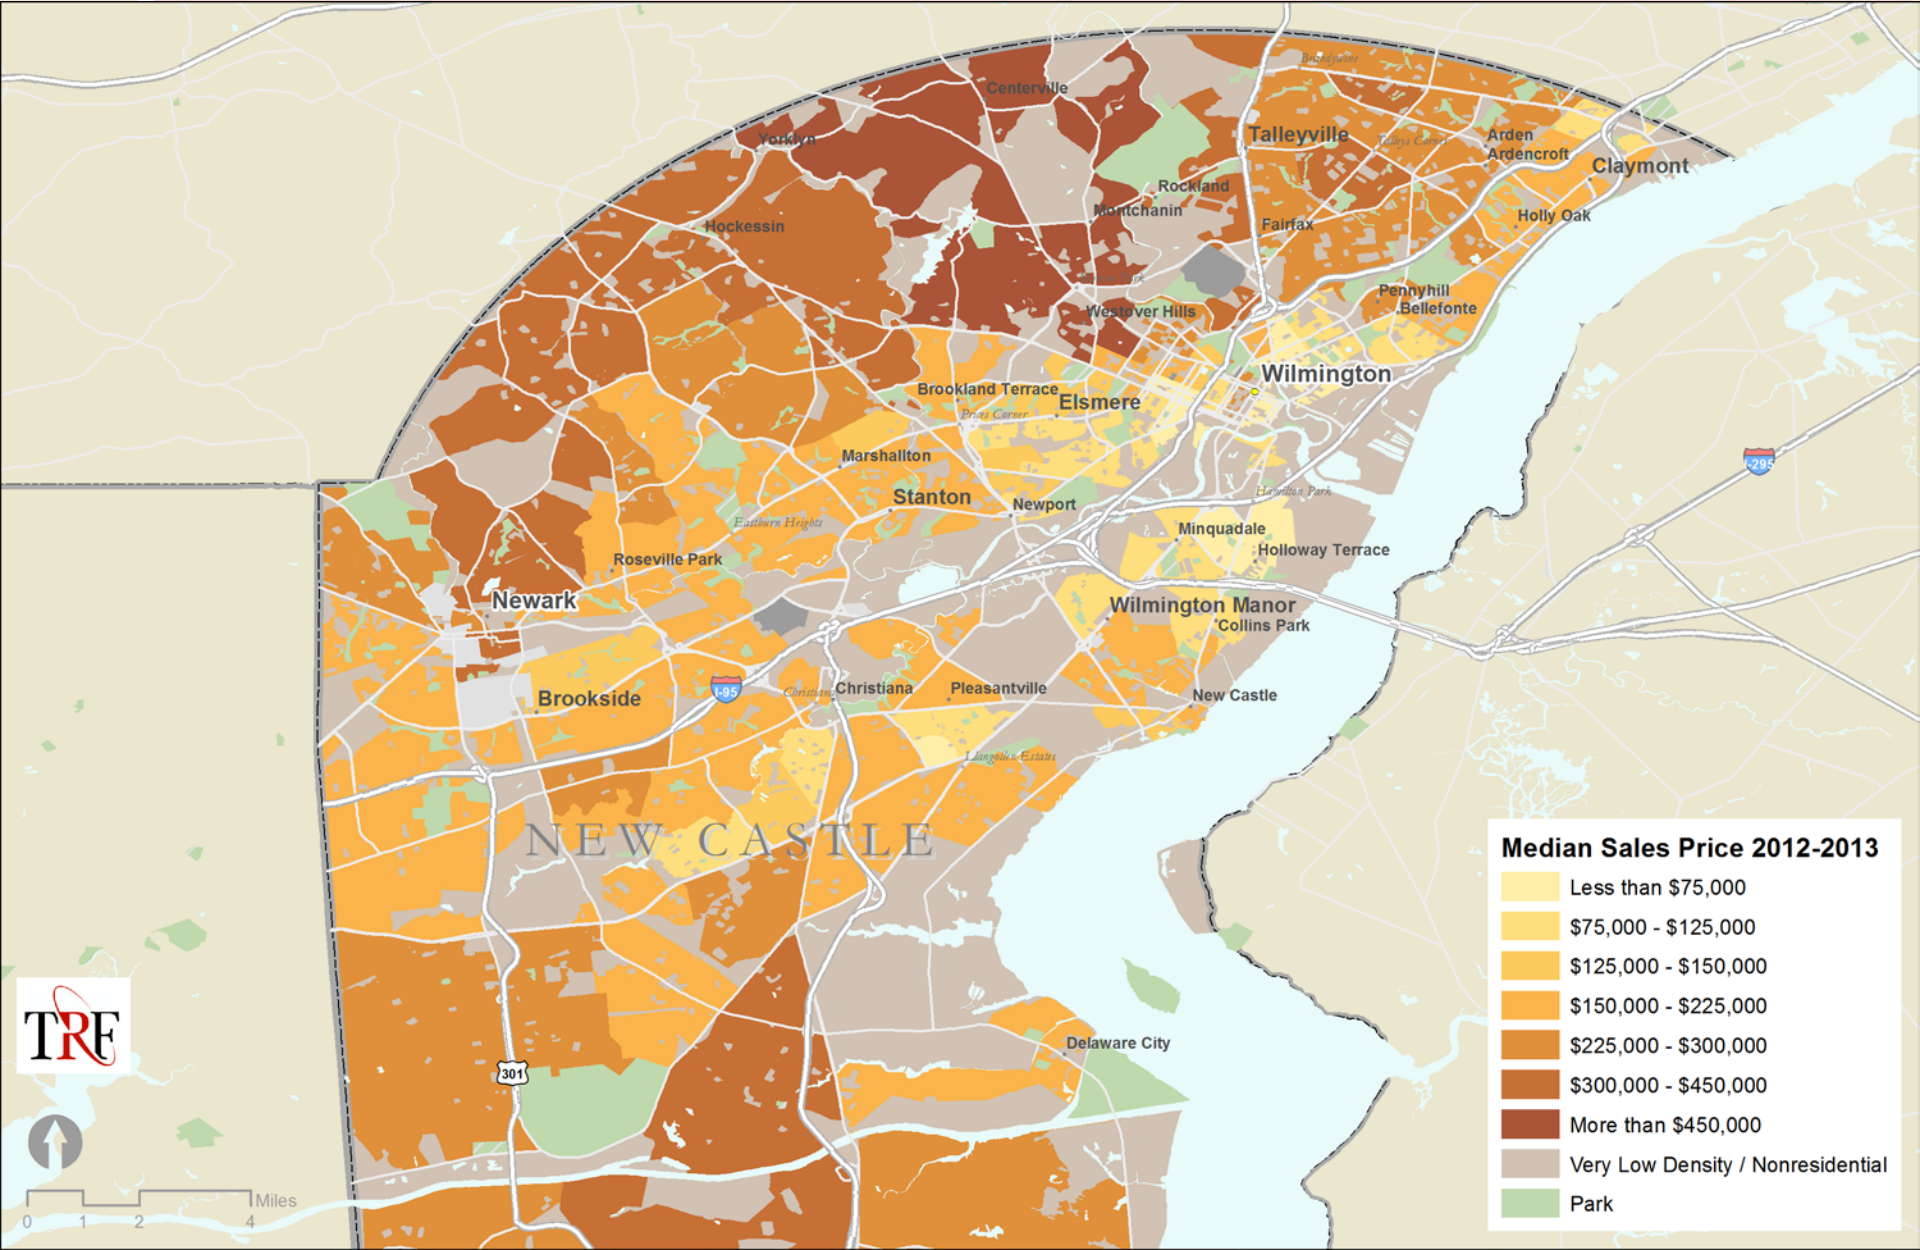 Brandywine
Centerville
Yorklyn
Talleyville
Talleys Corner
Arden
Ardencroft
Claymont
Rockland
Montchanin
Holly Oak
Hockessin
Fairfax
Pennyhill
Bellefonte
Westover Hills
Wilmington
Brookland Terrace
Elsmere
Prices Corner
Marshallton
I-295
Stanton
Newport
Hamilton Park
Eastburn Heights
Minquadale
Holloway Terrace
Roseville Park
Newark
Wilmington Manor
Collins Park
Brookside
I-95
Christiana
Christiana
Pleasantville
New Castle
Llangollen Estates
NEW CASTLE
Delaware City
301
TRF
Miles
0 1 2 4
Median Sales Price 2012-2013
Less than $75,000
$75,000 - $125,000
$125,000 - $150,000
$150,000 - $225,000
$225,000 - $300,000
$300,000 - $450,000
More than $450,000
Very Low Density / Nonresidential
Park